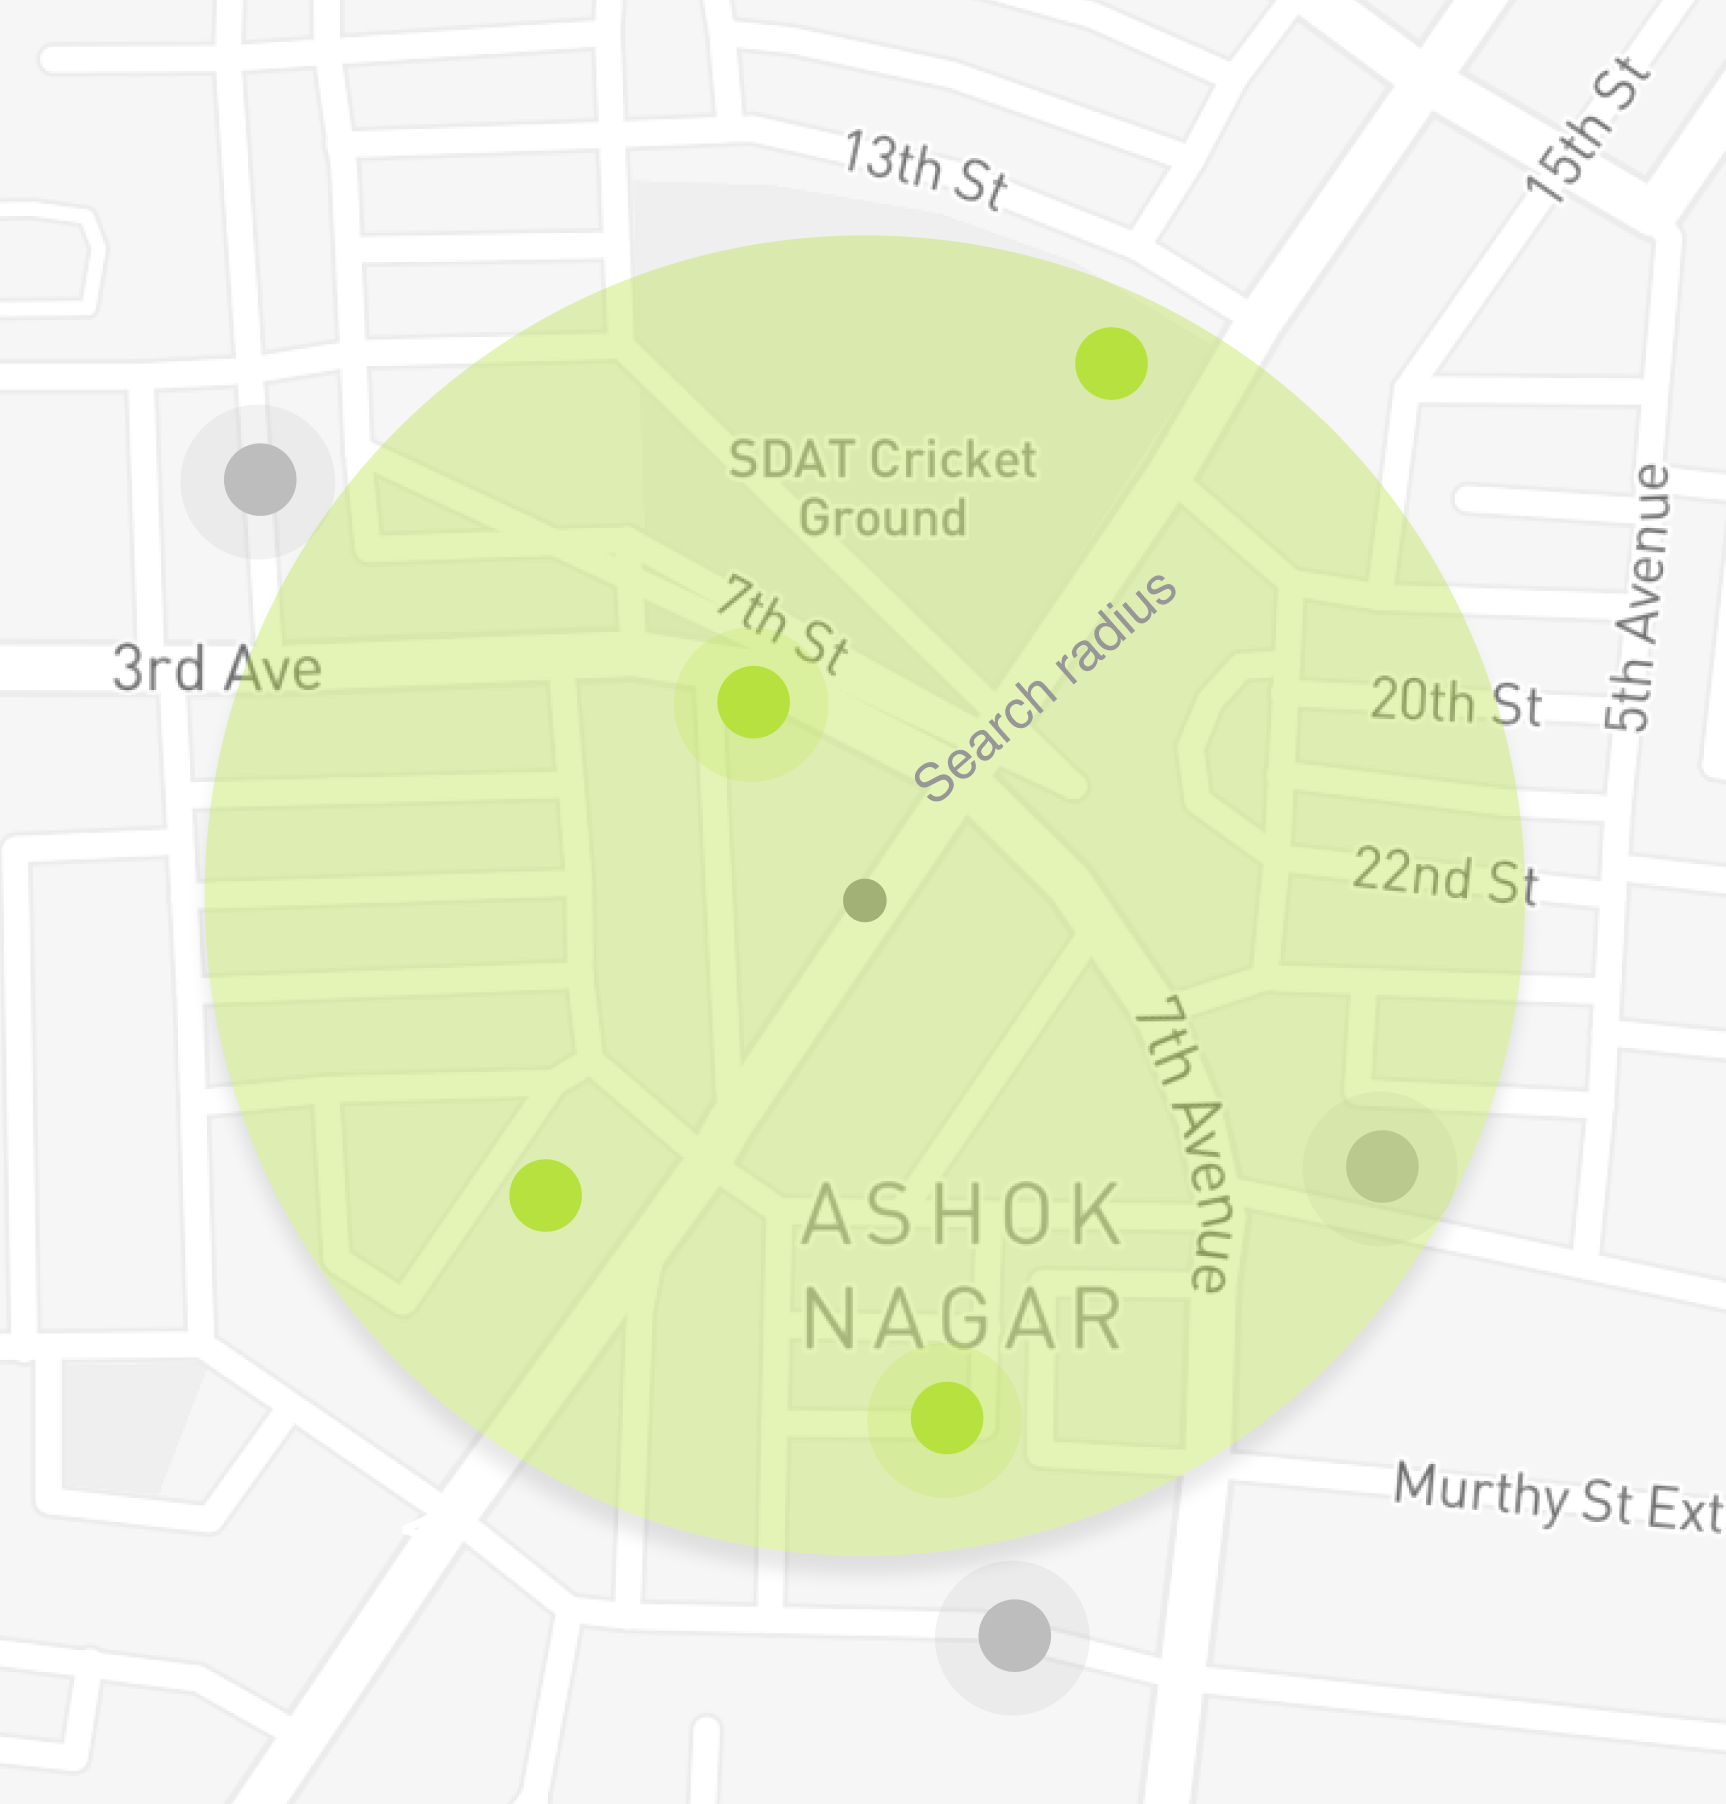 13th St
15th St
SDAT Cricket
Ground
7th St
Search radius
5th Avenue
3rd Ave
20th St
22nd St
7th Avenue
ASHOK
NAGAR
Murthy St Ext